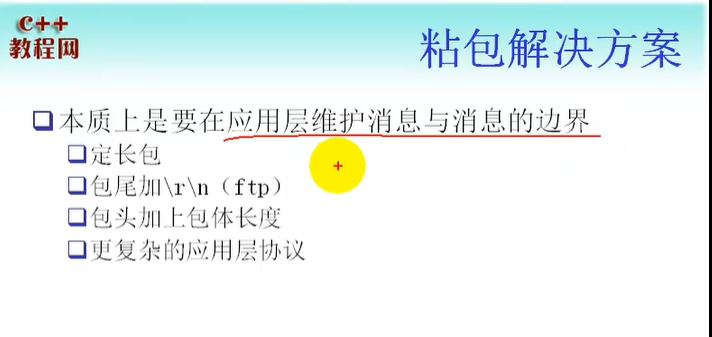 c++
教程网
粘包解决方案
本质上是要在应用层维护消息与消息的边界
定长包
包尾加\r\n（ftp）
包头加上包体长度
更复杂的应用层协议